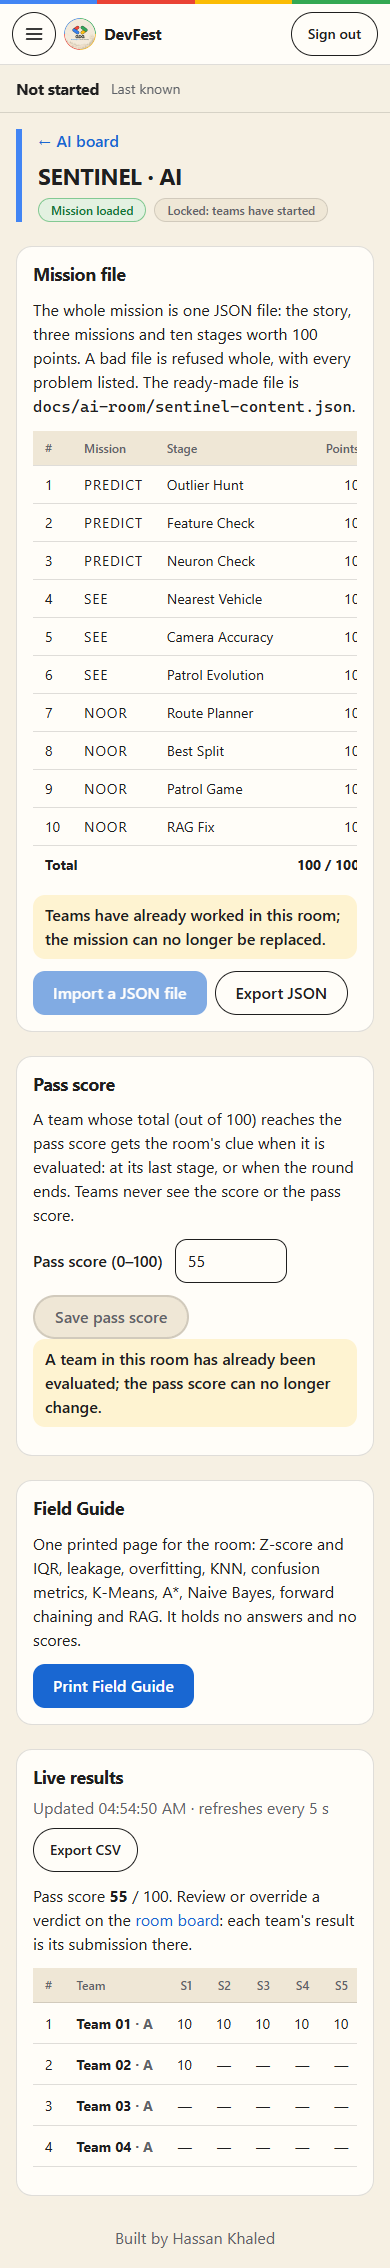 DevFest
Sign out
Not started Last known
← AI board
SENTINEL · AI
Mission loaded Locked: teams have started
Mission file
The whole mission is one JSON file: the story,
three missions and ten stages worth 100
points. A bad file is refused whole, with every
problem listed. The ready-made file is
docs/ai-room/sentinel-content.json.
# Mission Stage Points
1 PREDICT Outlier Hunt 10
2 PREDICT Feature Check 10
3 PREDICT Neuron Check 10
4 SEE Nearest Vehicle 10
5 SEE Camera Accuracy 10
6 SEE Patrol Evolution 10
7 NOOR Route Planner 10
8 NOOR Best Split 10
9 NOOR Patrol Game 10
10 NOOR RAG Fix 10
Total 100 / 100
Teams have already worked in this room;
the mission can no longer be replaced.
Import a JSON file Export JSON
Pass score
A team whose total (out of 100) reaches the
pass score gets the room's clue when it is
evaluated: at its last stage, or when the round
ends. Teams never see the score or the pass
score.
Pass score (0–100) 55
Save pass score
A team in this room has already been
evaluated; the pass score can no longer
change.
Field Guide
One printed page for the room: Z-score and
IQR, leakage, overfitting, KNN, confusion
metrics, K-Means, A*, Naive Bayes, forward
chaining and RAG. It holds no answers and no
scores.
Print Field Guide
Live results
Updated 04:54:50 AM · refreshes every 5 s
Export CSV
Pass score 55 / 100. Review or override a
verdict on the room board: each team's result
is its submission there.
# Team S1 S2 S3 S4 S5
1 Team 01 · A 10 10 10 10 10
2 Team 02 · A 10 — — — —
3 Team 03 · A — — — — —
4 Team 04 · A — — — — —
Built by Hassan Khaled